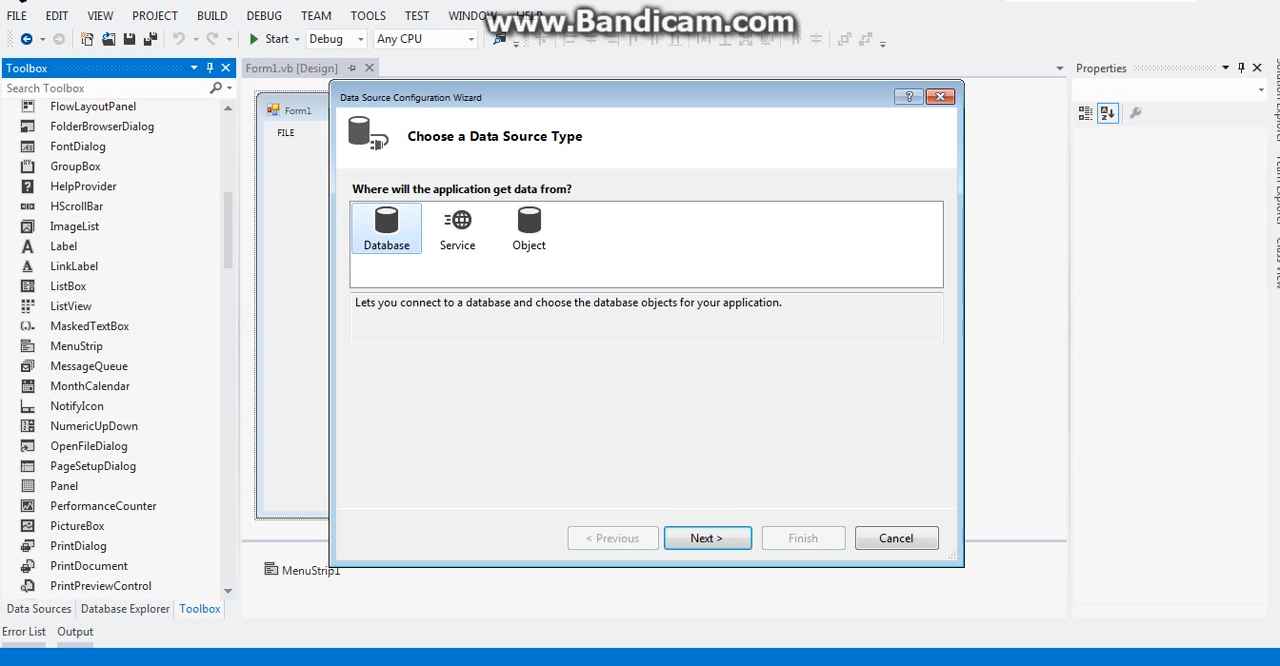 FILE EDIT VIEW PROJECT BUILD DEBUG TEAM TOOLS TEST WINDOW HELP
www.Bandicam.com
Start Debug Any CPU
Toolbox
Form1.vb [Design]
Properties
Search Toolbox
FlowLayoutPanel
FolderBrowserDialog
FontDialog
GroupBox
HelpProvider
HScrollBar
ImageList
Label
LinkLabel
ListBox
ListView
MaskedTextBox
MenuStrip
MessageQueue
MonthCalendar
NotifyIcon
NumericUpDown
OpenFileDialog
PageSetupDialog
Panel
PerformanceCounter
PictureBox
PrintDialog
PrintDocument
PrintPreviewControl
Data Sources Database Explorer Toolbox
Error List Output
Form1
FILE
MenuStrip1
Data Source Configuration Wizard
Choose a Data Source Type
Where will the application get data from?
Database Service Object
Lets you connect to a database and choose the database objects for your application.
< Previous Next > Finish Cancel
Team Explorer
Class View